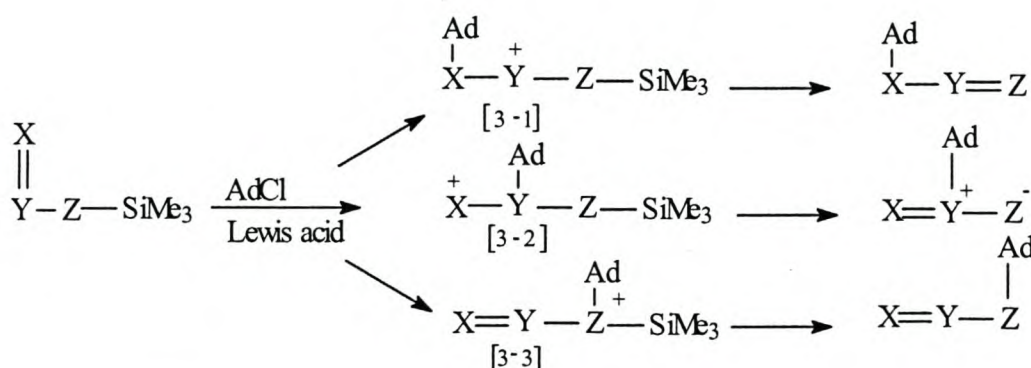 Ad
X — Y⁺ — Z — SiMe₃
[3-1]
Ad
X — Y = Z
X
Y — Z — SiMe₃
AdCl
Lewis acid
Ad
X⁺ — Y — Z — SiMe₃
[3-2]
Ad
X = Y⁺ — Z⁻
Ad
X = Y — Z⁺ — SiMe₃
[3-3]
Ad
X = Y — Z